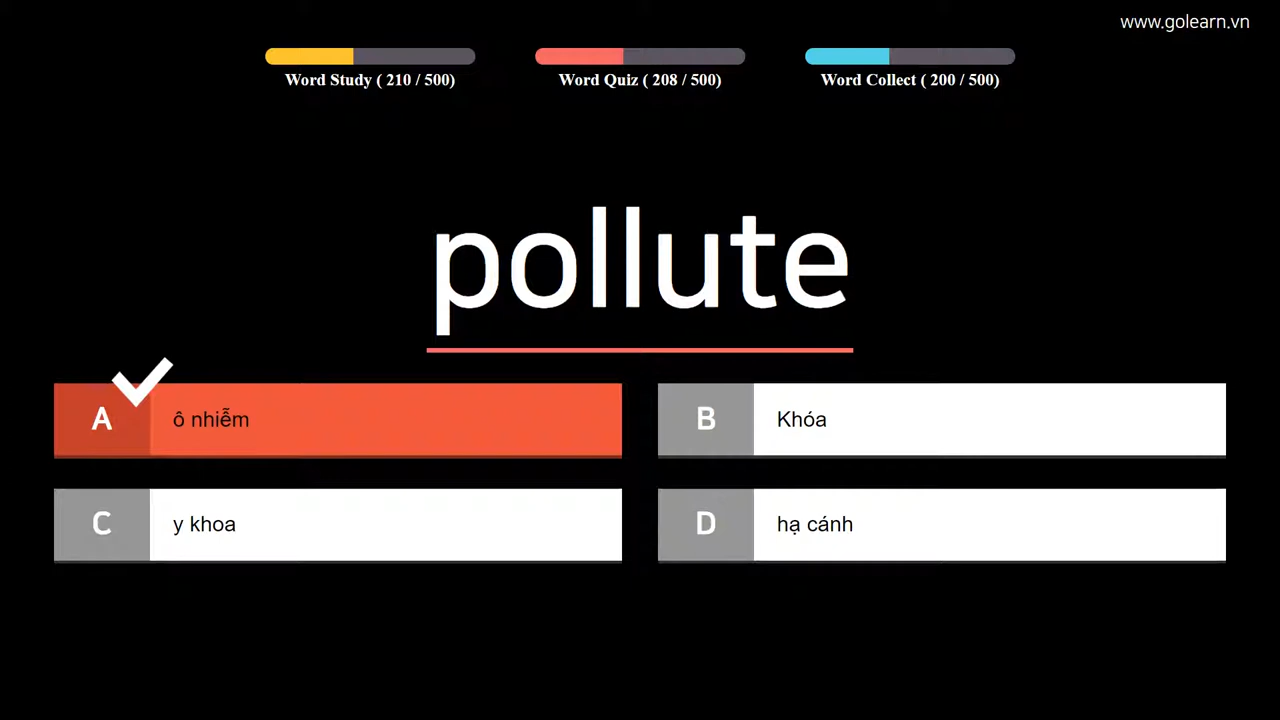 www.golearn.vn
Word Study ( 210 / 500)
Word Quiz ( 208 / 500)
Word Collect ( 200 / 500)
pollute
A ô nhiễm
B Khóa
C y khoa
D hạ cánh